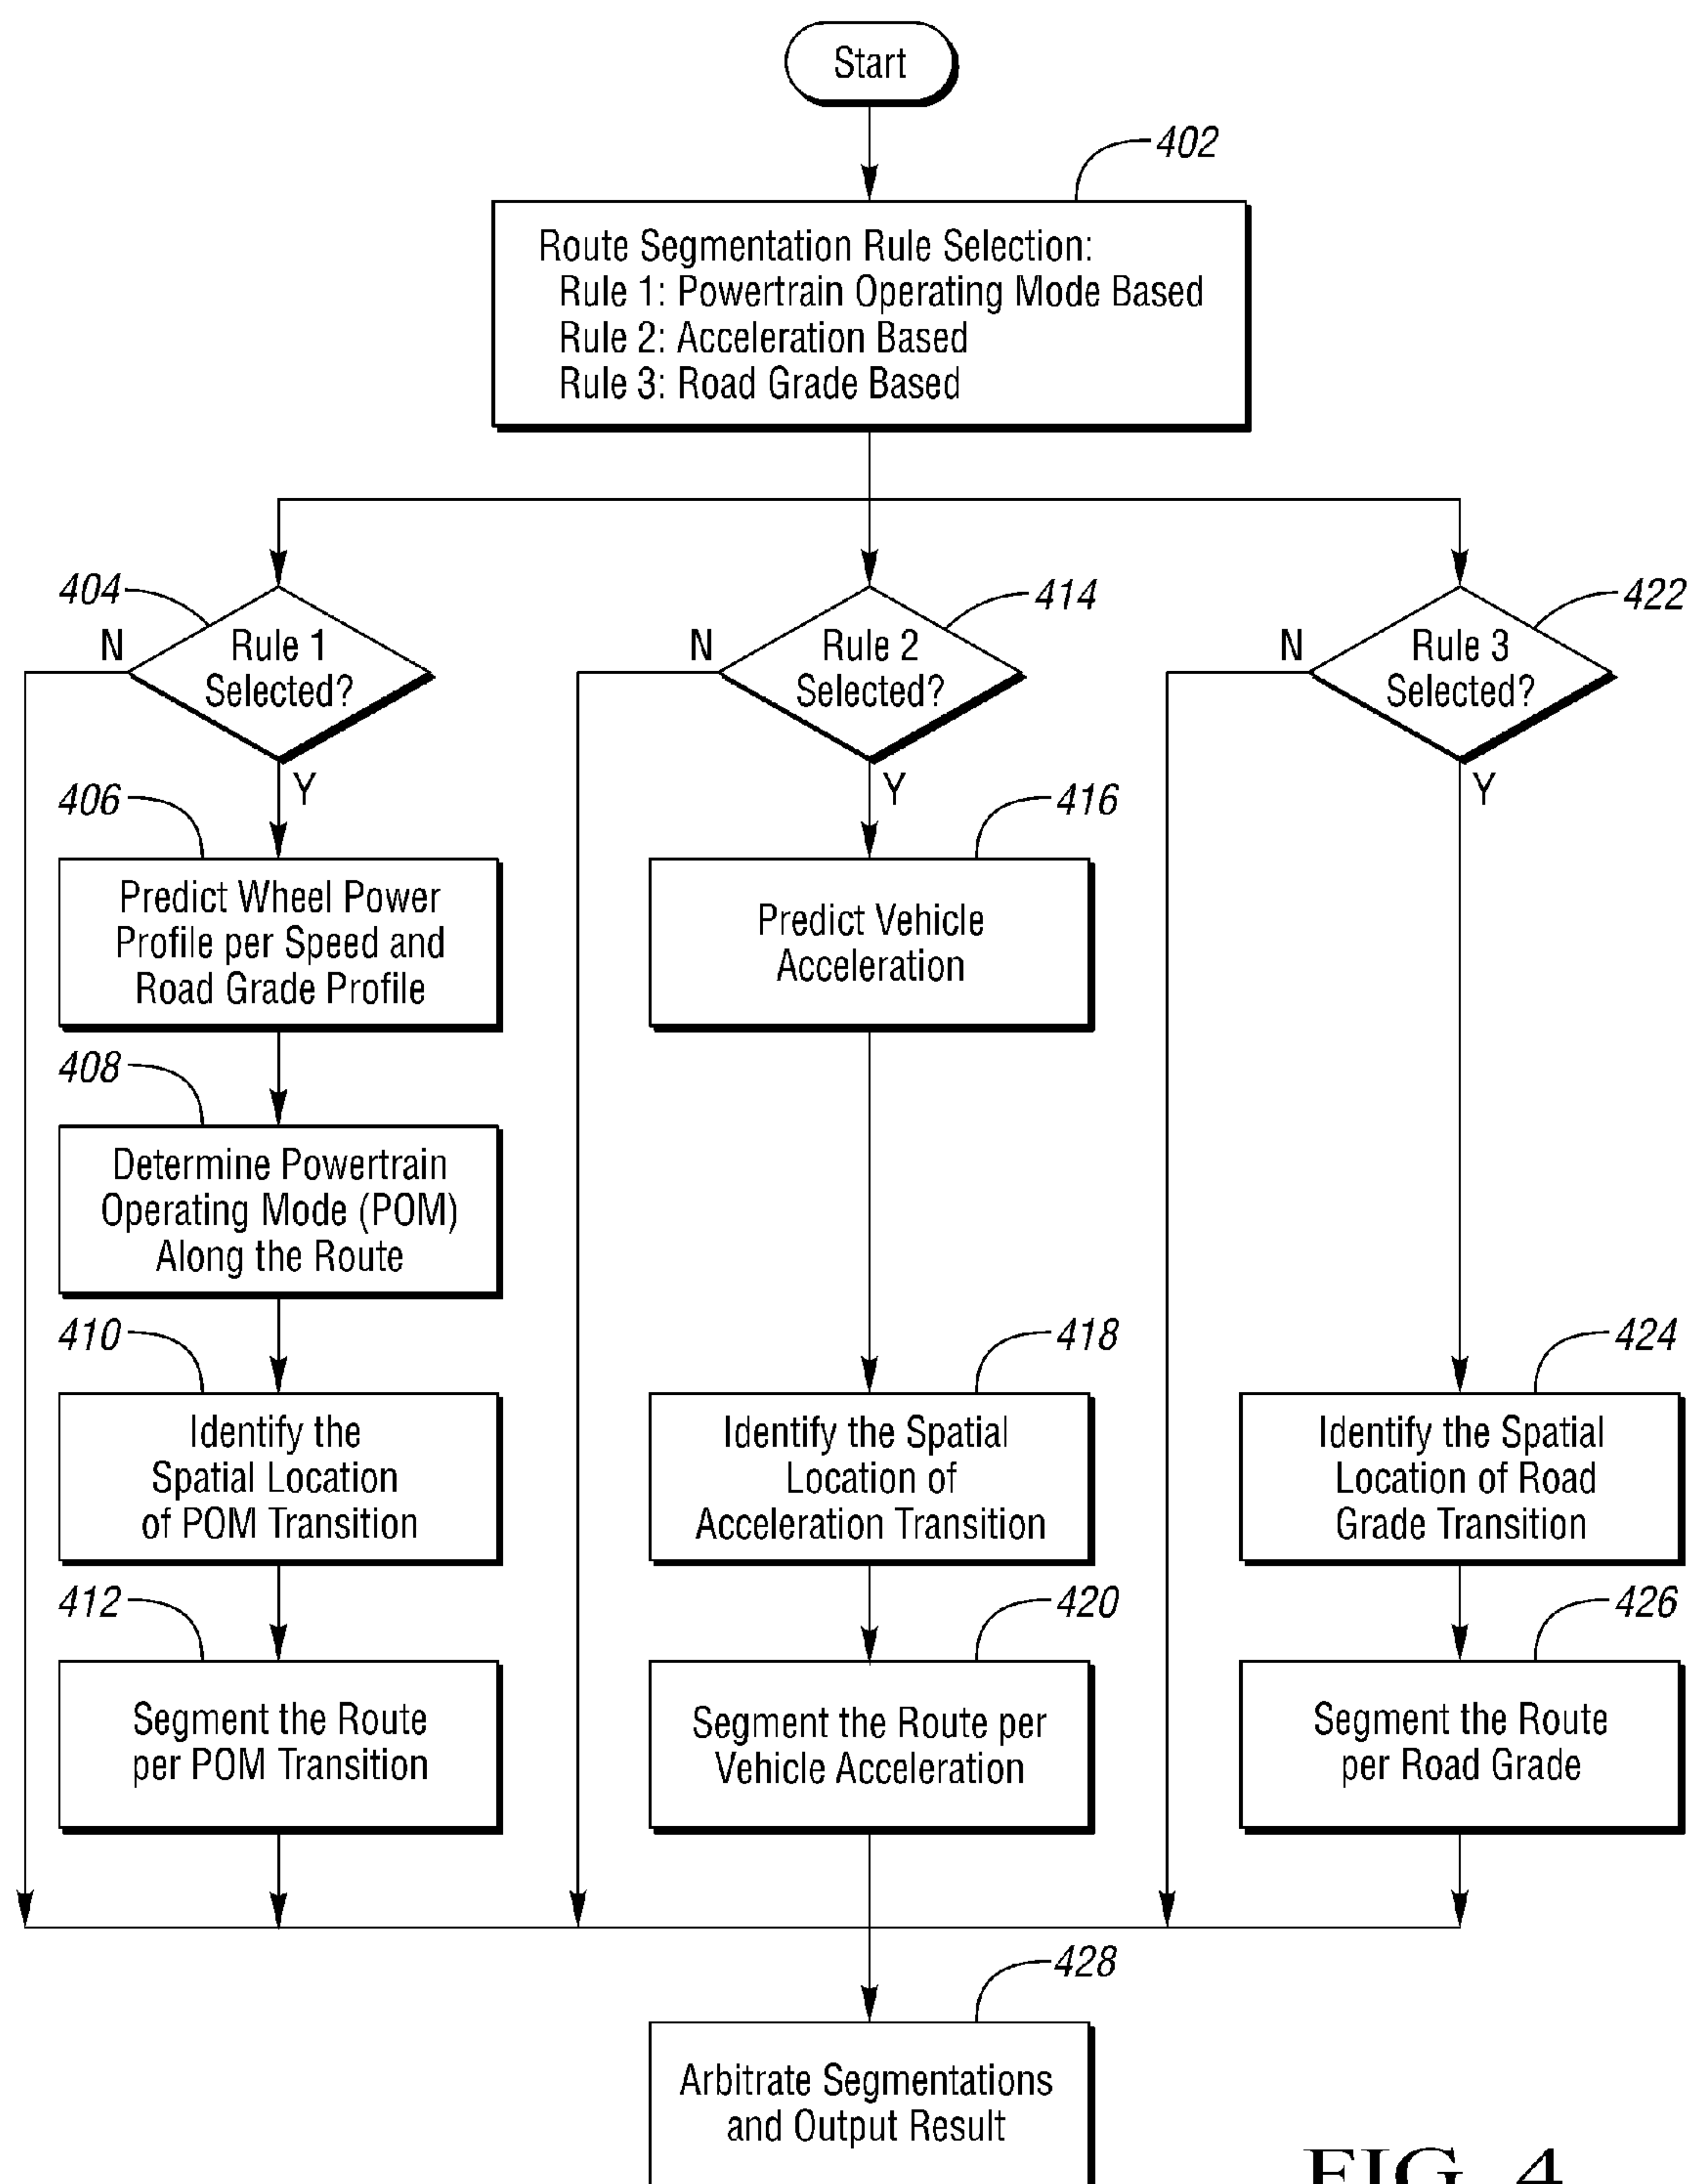 Start
402
Route Segmentation Rule Selection:
Rule 1: Powertrain Operating Mode Based
Rule 2: Acceleration Based
Rule 3: Road Grade Based
404
N
Rule 1
Selected?
Y
414
N
Rule 2
Selected?
Y
422
N
Rule 3
Selected?
Y
406
Predict Wheel Power
Profile per Speed and
Road Grade Profile
416
Predict Vehicle
Acceleration
408
Determine Powertrain
Operating Mode (POM)
Along the Route
410
Identify the
Spatial Location
of POM Transition
418
Identify the Spatial
Location of
Acceleration Transition
424
Identify the Spatial
Location of Road
Grade Transition
412
Segment the Route
per POM Transition
420
Segment the Route per
Vehicle Acceleration
426
Segment the Route
per Road Grade
428
Arbitrate Segmentations
and Output Result
FIG. 4